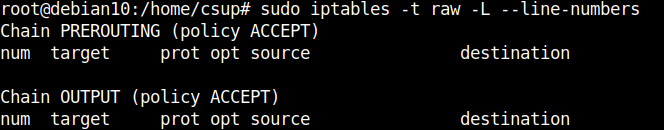 root@debian10:/home/csup# sudo iptables -t raw -L --line-numbers
Chain PREROUTING (policy ACCEPT)
num  target     prot opt source               destination

Chain OUTPUT (policy ACCEPT)
num  target     prot opt source               destination